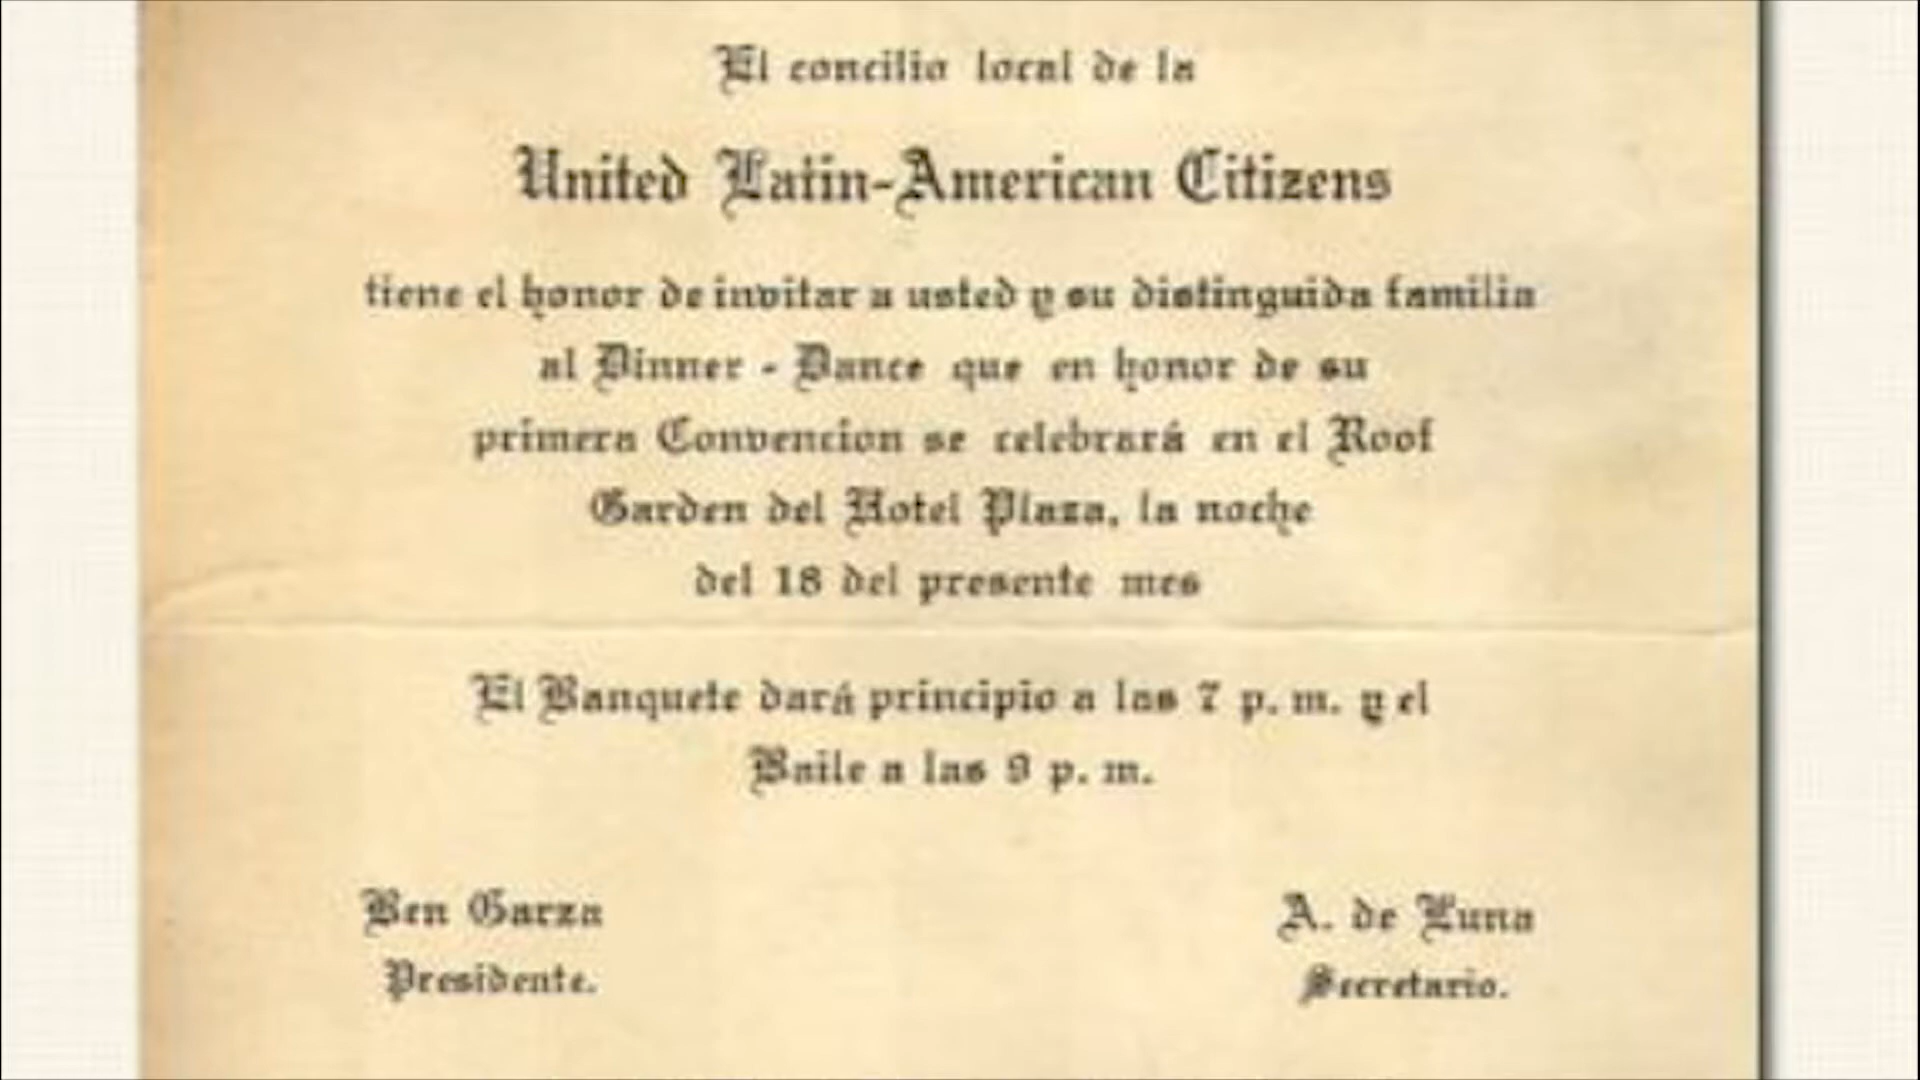 El concilio local de la
United Latin-American Citizens
tiene el honor de invitar a usted y su distinguida familia
al Dinner - Dance que en honor de su
primera Convencion se celebrará en el Roof
Garden del Hotel Plaza, la noche
del 18 del presente mes
El Banquete dará principio a las 7 p. m. y el
Baile a las 9 p. m.
Ben Garza
A. de Luna
Presidente.
Secretario.